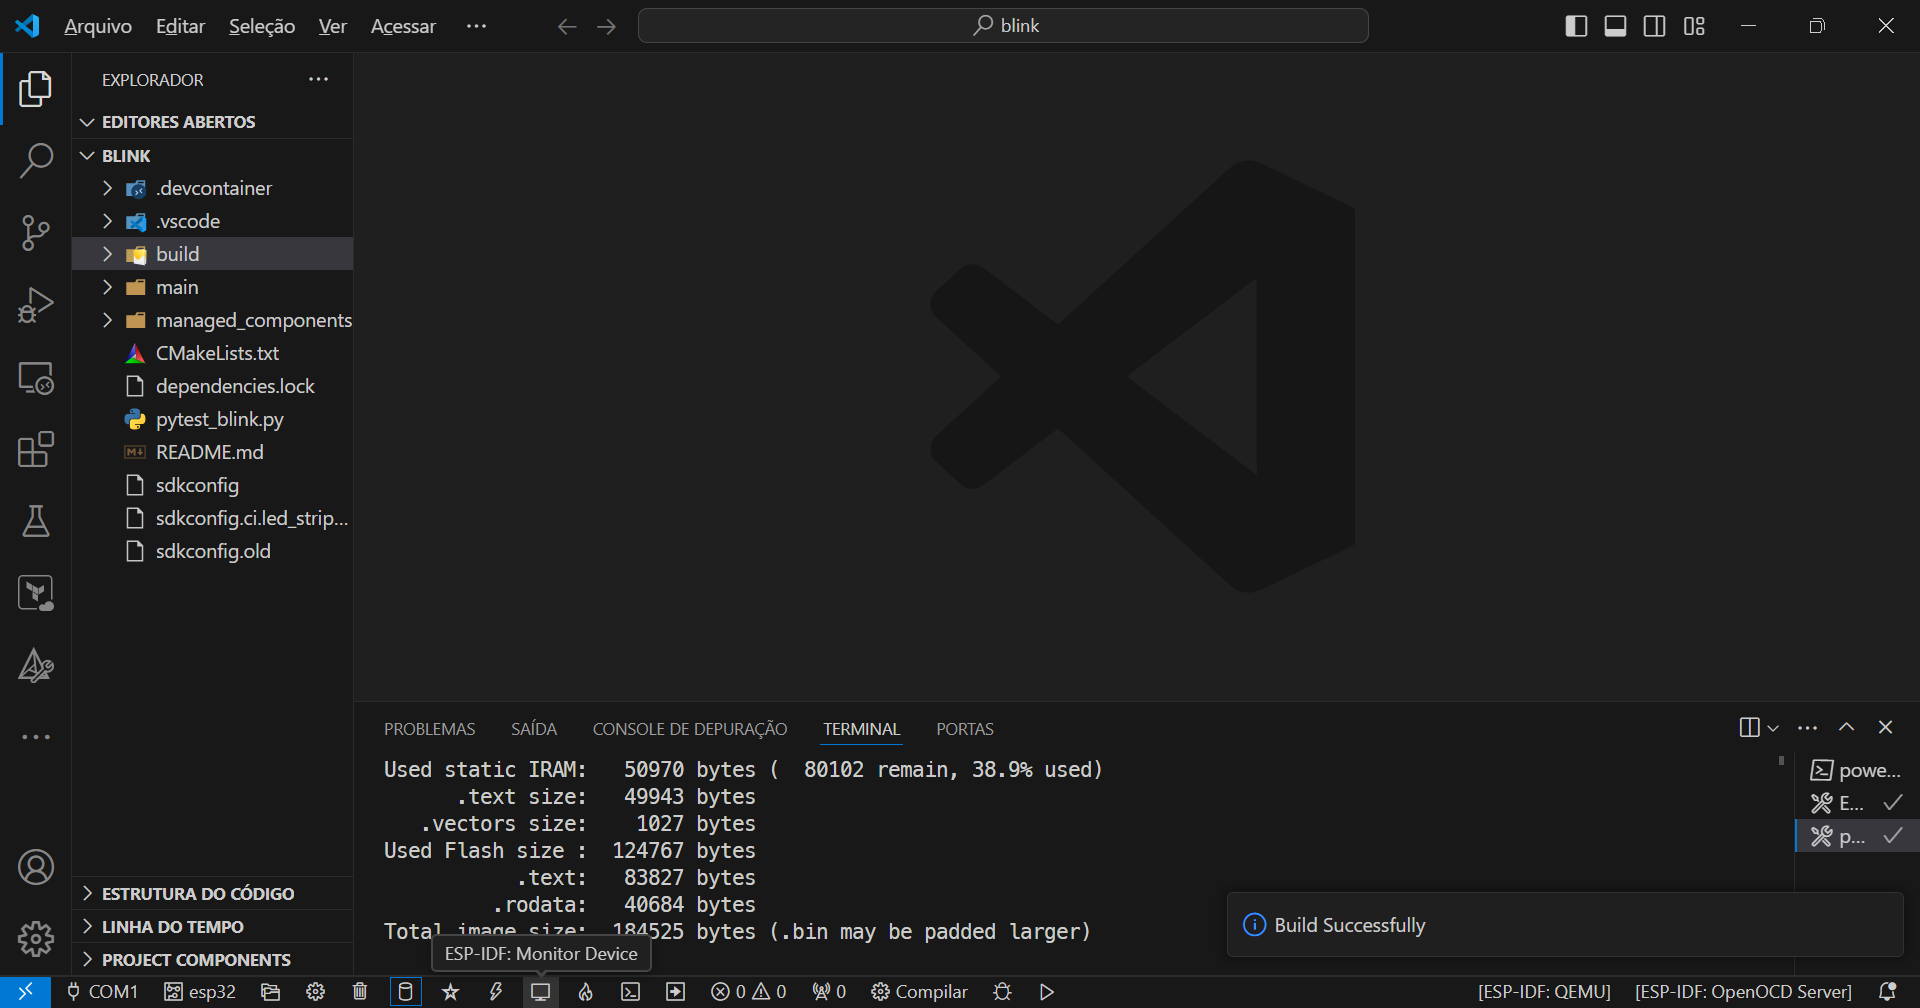 Arquivo Editar Seleção Ver Acessar ··· blink
EXPLORADOR
EDITORES ABERTOS
BLINK
.devcontainer
.vscode
build
main
managed_components
CMakeLists.txt
dependencies.lock
pytest_blink.py
README.md
sdkconfig
sdkconfig.ci.led_strip...
sdkconfig.old
ESTRUTURA DO CÓDIGO
LINHA DO TEMPO
PROJECT COMPONENTS
PROBLEMAS SAÍDA CONSOLE DE DEPURAÇÃO TERMINAL PORTAS
Used static IRAM: 50970 bytes ( 80102 remain, 38.9% used)
.text size: 49943 bytes
.vectors size: 1027 bytes
Used Flash size : 124767 bytes
.text: 83827 bytes
.rodata: 40684 bytes
Total image size: 184525 bytes (.bin may be padded larger)
powe...
E...
p...
Build Successfully
ESP-IDF: Monitor Device
COM1 esp32 0 0 0 Compilar [ESP-IDF: QEMU] [ESP-IDF: OpenOCD Server]